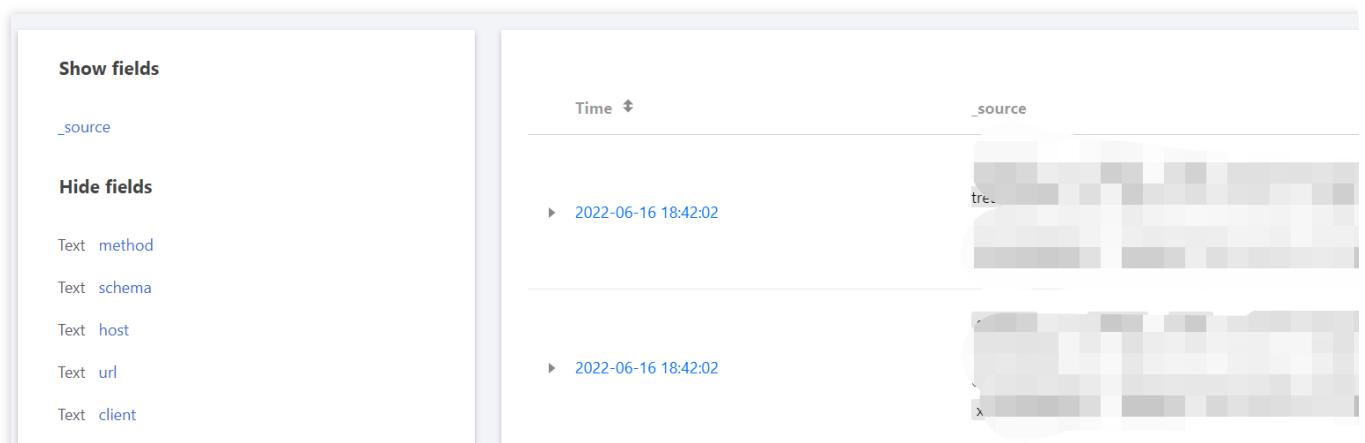 Show fields
_source
Hide fields
Text method
Text schema
Text host
Text url
Text client
Time _source
2022-06-16 18:42:02
2022-06-16 18:42:02